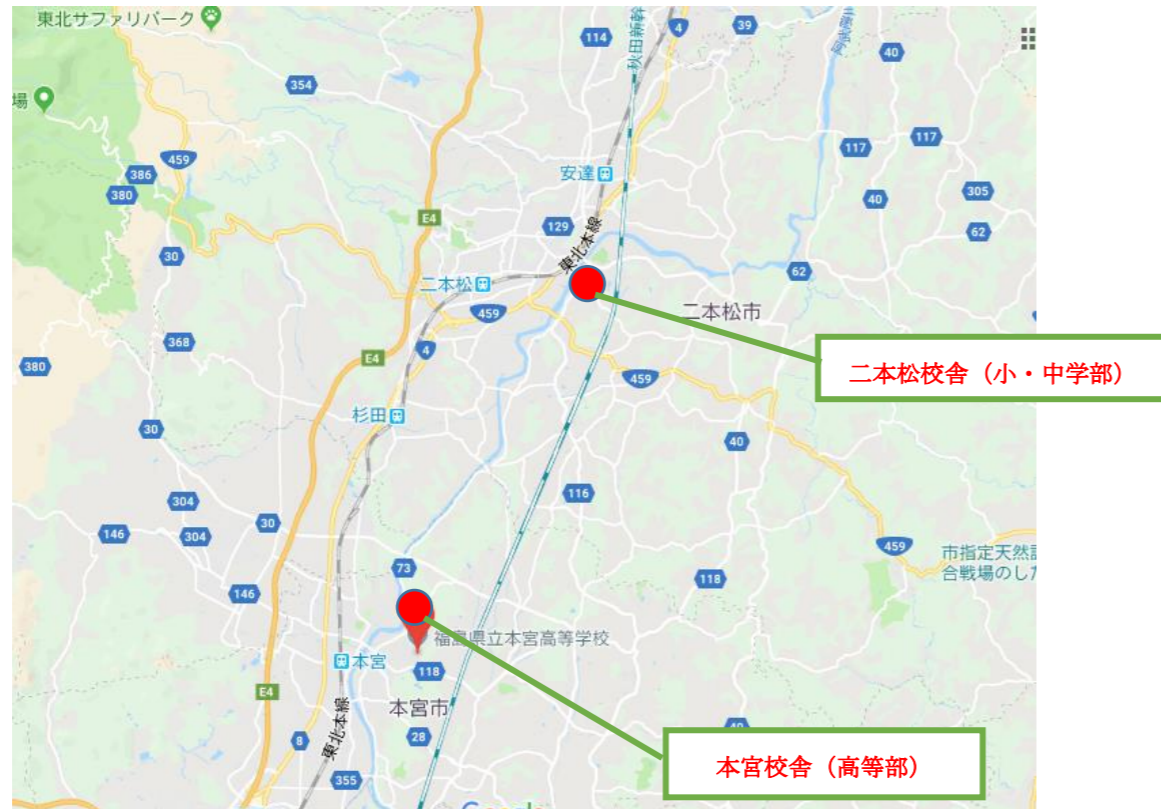 東北サファリパーク
114
4
39
秋田新幹
40
354
場
459
117
117
386
安達
380
305
40
E4
129
62
東北本線
30
62
二本松
459
二本松市
368
E4
4
二本松校舎（小・中学部）
380
459
杉田
30
40
116
304
30
146
304
459
市指定天然
合戦場のした
73
118
146
福島県立本宮高等学校
本宮
118
E4
本宮市
東北本線
28
8
本宮校舎（高等部）
355